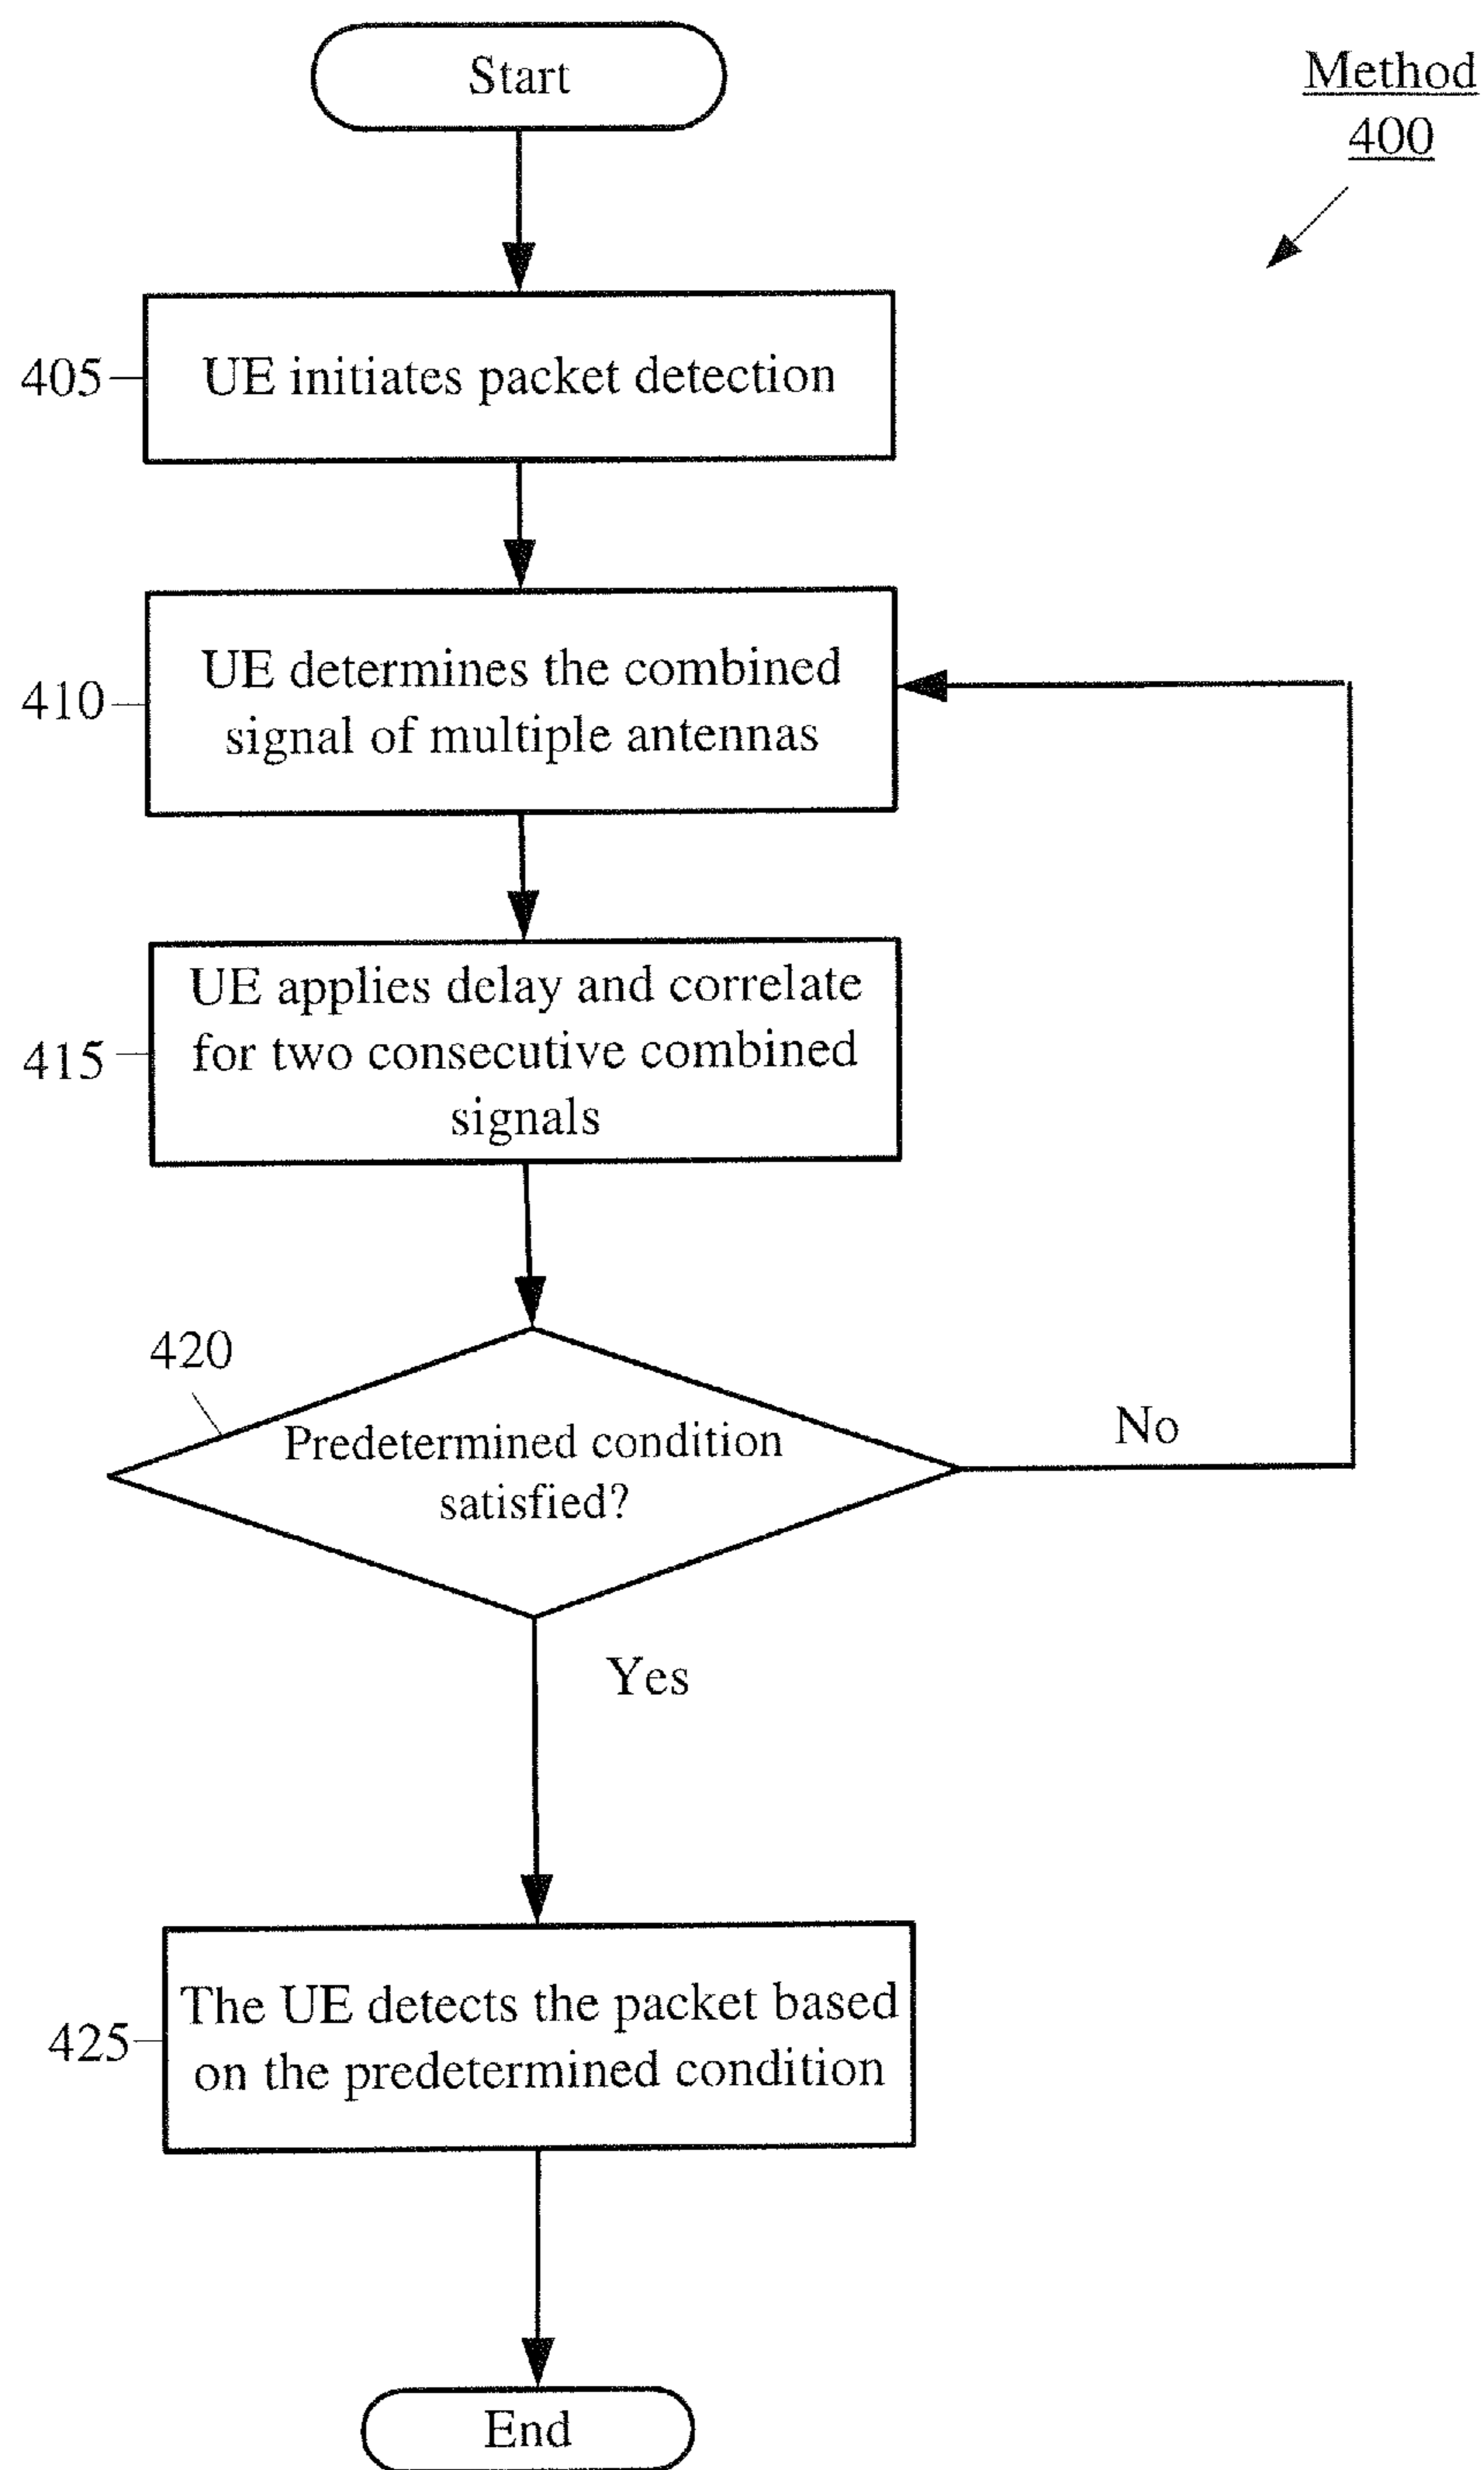 Start
Method
400
405
UE initiates packet detection
410
UE determines the combined
signal of multiple antennas
415
UE applies delay and correlate
for two consecutive combined
signals
420
Predetermined condition
satisfied?
No
Yes
425
The UE detects the packet based
on the predetermined condition
End